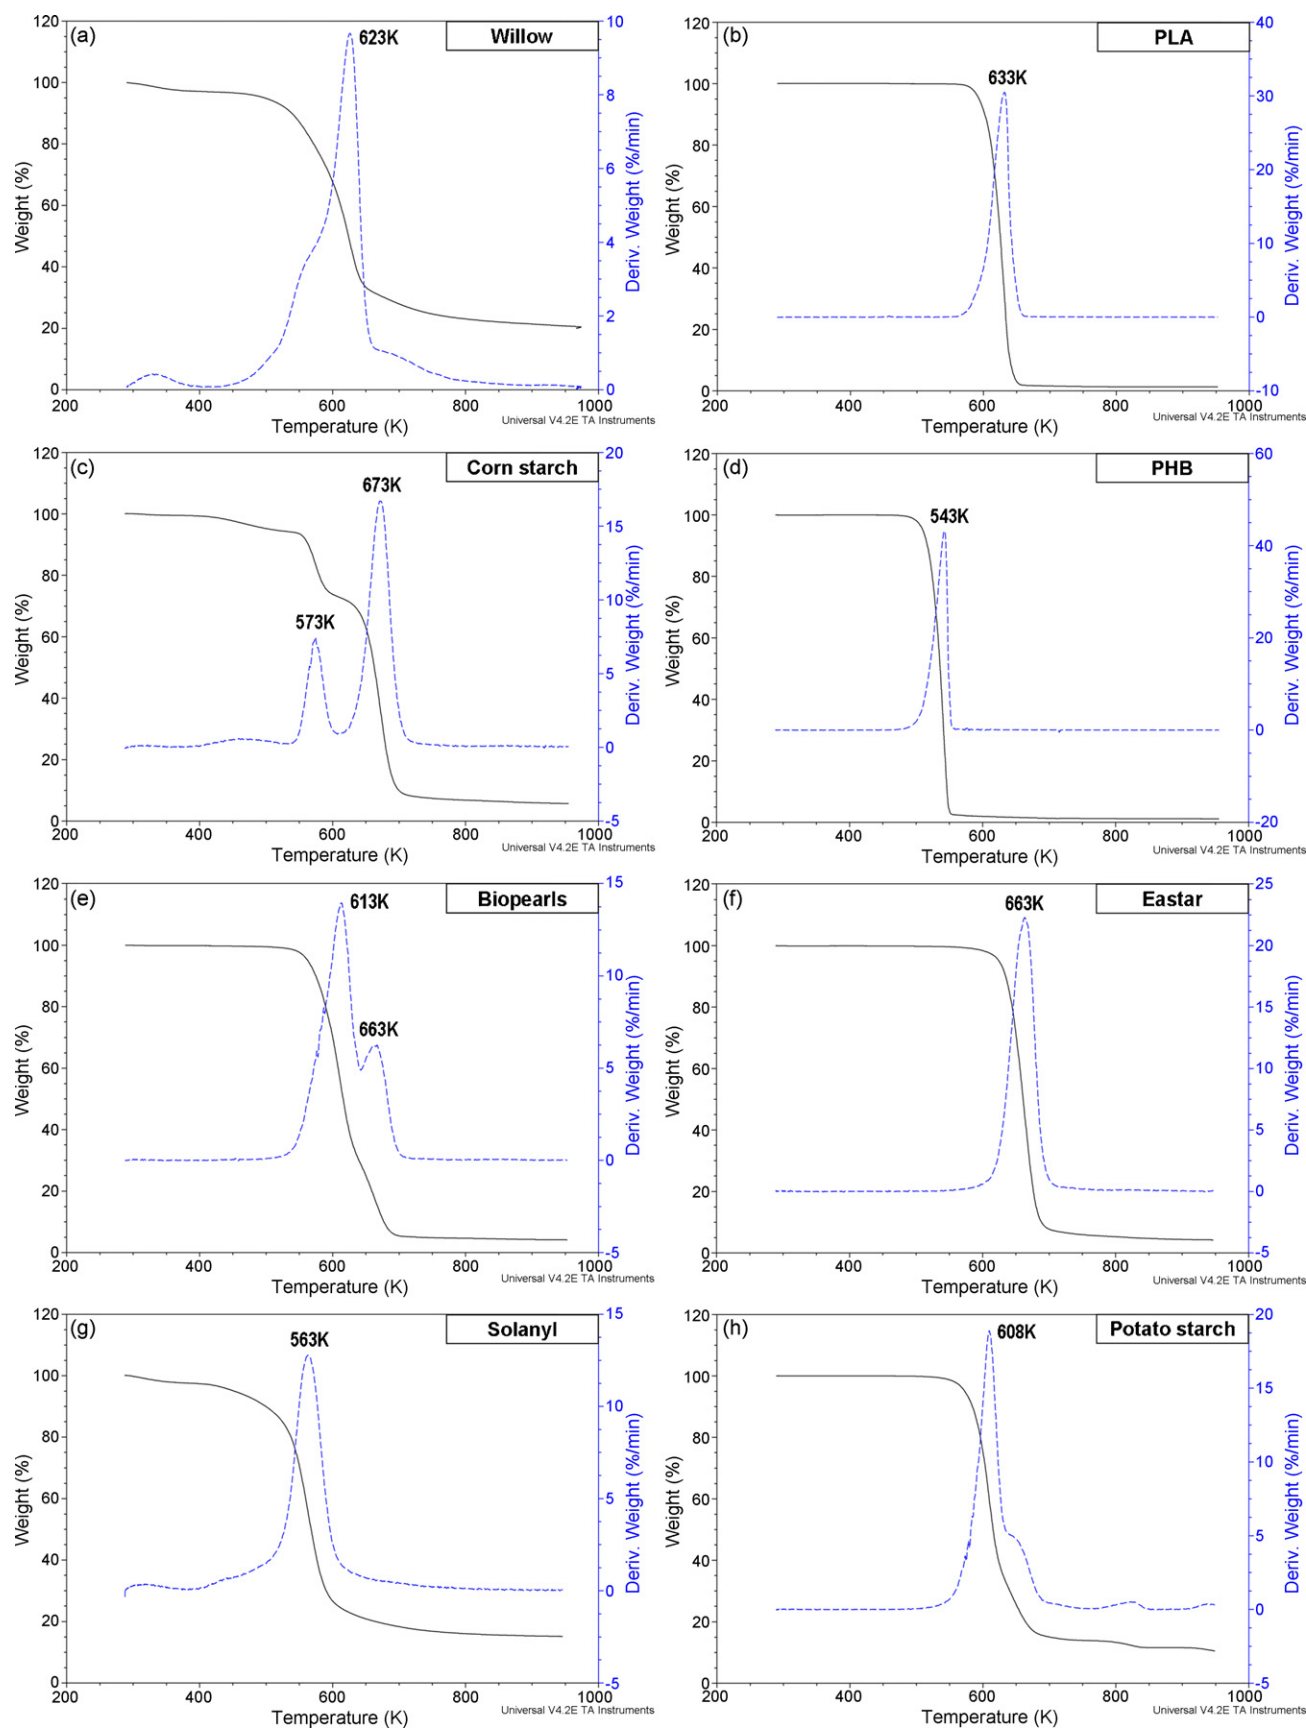 (a) Willow
623K
Weight (%)
120
100
80
60
40
20
0
10
8
6
4
2
0
Deriv. Weight (%/min)
200 400 600 800 1000
Temperature (K)
Universal V4.2E TA Instruments
(b) PLA
633K
Weight (%)
120
100
80
60
40
20
0
40
30
20
10
0
-10
Deriv. Weight (%/min)
200 400 600 800 1000
Temperature (K)
Universal V4.2E TA Instruments
(c) Corn starch
673K
573K
Weight (%)
120
100
80
60
40
20
0
20
15
10
5
0
-5
Deriv. Weight (%/min)
200 400 600 800 1000
Temperature (K)
Universal V4.2E TA Instruments
(d) PHB
543K
Weight (%)
120
100
80
60
40
20
0
60
40
20
0
-20
Deriv. Weight (%/min)
200 400 600 800 1000
Temperature (K)
Universal V4.2E TA Instruments
(e) Biopearls
613K
663K
Weight (%)
120
100
80
60
40
20
0
15
10
5
0
-5
Deriv. Weight (%/min)
200 400 600 800 1000
Temperature (K)
Universal V4.2E TA Instruments
(f) Eastar
663K
Weight (%)
120
100
80
60
40
20
0
25
20
15
10
5
0
-5
Deriv. Weight (%/min)
200 400 600 800 1000
Temperature (K)
Universal V4.2E TA Instruments
(g) Solanyl
563K
Weight (%)
120
100
80
60
40
20
0
15
10
5
0
-5
Deriv. Weight (%/min)
200 400 600 800 1000
Temperature (K)
Universal V4.2E TA Instruments
(h) Potato starch
608K
Weight (%)
120
100
80
60
40
20
0
20
15
10
5
0
-5
Deriv. Weight (%/min)
200 400 600 800 1000
Temperature (K)
Universal V4.2E TA Instruments